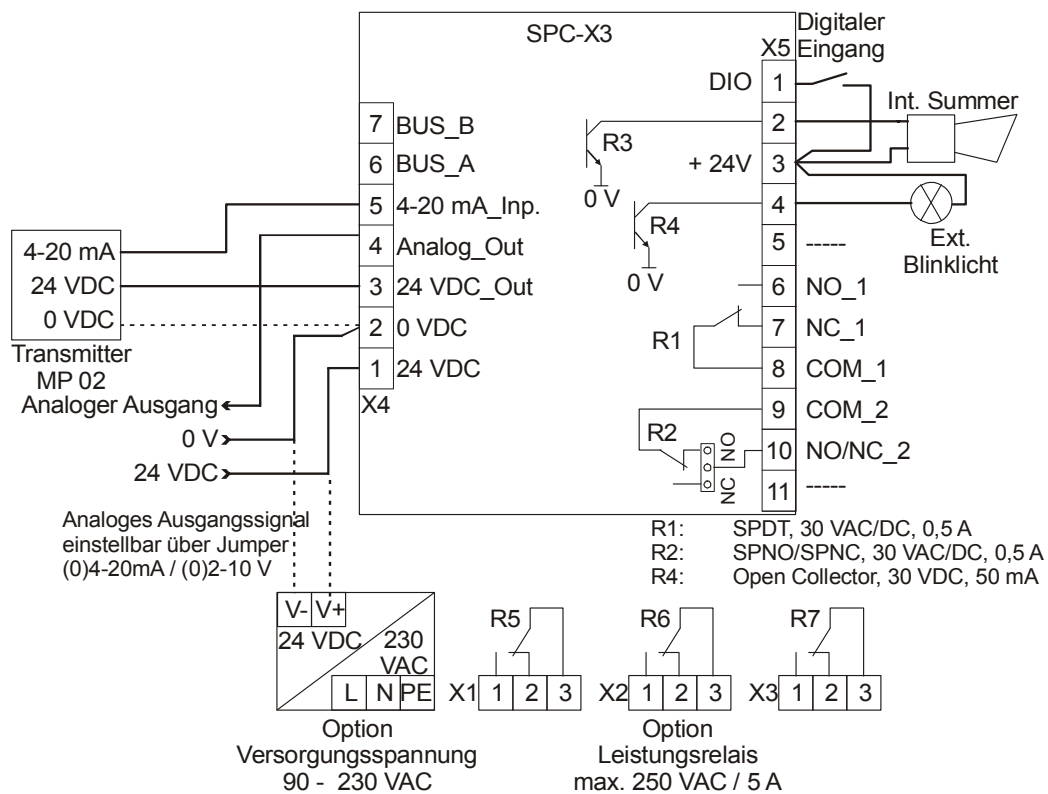 SPC-X3
Digitaler
Eingang
X5
DIO
1
Int. Summer
2
R3
+ 24V
3
0 V
4
R4
5
-----
Ext.
Blinklicht
0 V
6
NO_1
R1
7
NC_1
8
COM_1
9
COM_2
R2
NO
NC
10
NO/NC_2
11
-----
7
BUS_B
6
BUS_A
5
4-20 mA_Inp.
4
Analog_Out
3
24 VDC_Out
2
0 VDC
1
24 VDC
X4
4-20 mA
24 VDC
0 VDC
Transmitter
MP 02
Analoger Ausgang
0 V
24 VDC
Analoges Ausgangssignal
einstellbar über Jumper
(0)4-20mA / (0)2-10 V
R1: SPDT, 30 VAC/DC, 0,5 A
R2: SPNO/SPNC, 30 VAC/DC, 0,5 A
R4: Open Collector, 30 VDC, 50 mA
V- V+
24 VDC
230
VAC
L N PE
Option
Versorgungsspannung
90 - 230 VAC
R5
X1 1 2 3
R6
X2 1 2 3
R7
X3 1 2 3
Option
Leistungsrelais
max. 250 VAC / 5 A